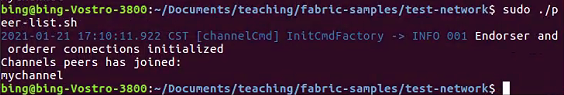 bing@bing-Vostro-3800:~/Documents/teaching/fabric-samples/test-network$ sudo ./p
eer-list.sh
2021-01-21 17:10:11.922 CST [channelCmd] InitCmdFactory -> INFO 001 Endorser and
orderer connections initialized
Channels peers has joined:
mychannel
bing@bing-Vostro-3800:~/Documents/teaching/fabric-samples/test-network$